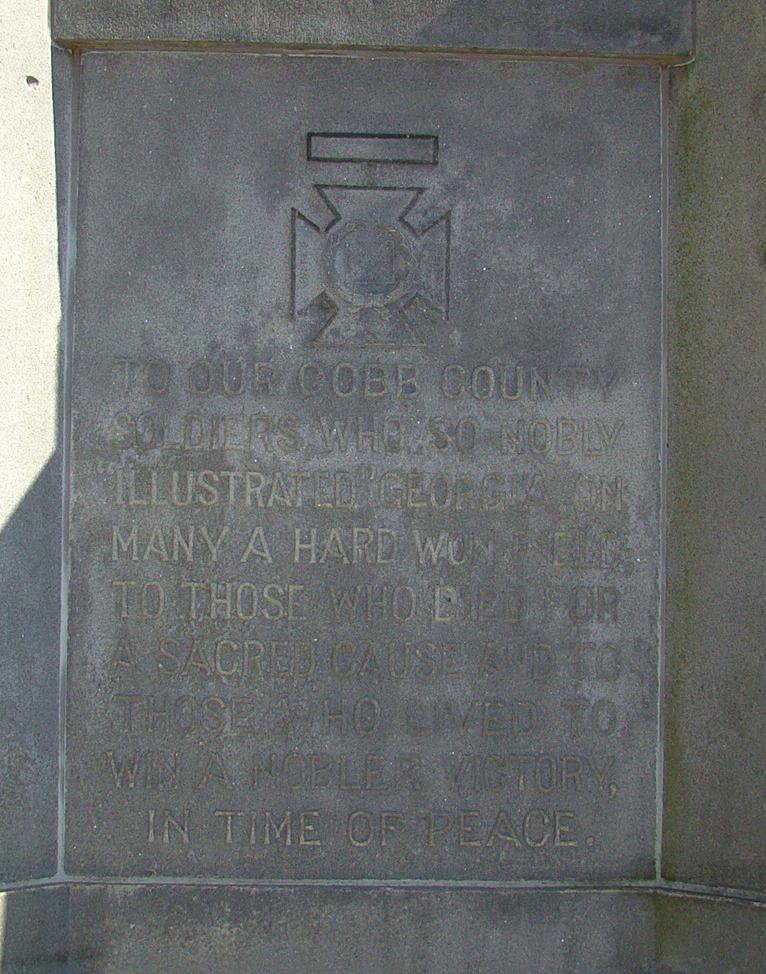 TO OUR COBB COUNTY
SOLDIERS, WHO, SO NOBLY
"ILLUSTRATED" GEORGIA, ON
MANY A HARD WON FIELD,
TO THOSE WHO DIED FOR
A SACRED CAUSE AND TO
THOSE WHO LIVED TO
WIN A NOBLER VICTORY,
IN TIME OF PEACE.